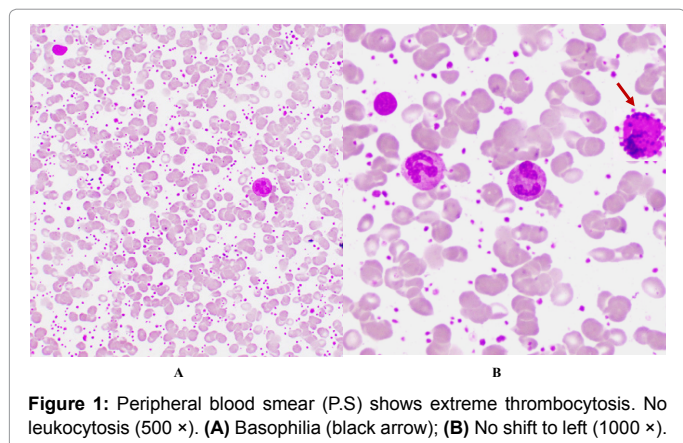 A
B
Figure 1: Peripheral blood smear (P.S) shows extreme thrombocytosis. No
leukocytosis (500 ×). (A) Basophilia (black arrow); (B) No shift to left (1000 ×).